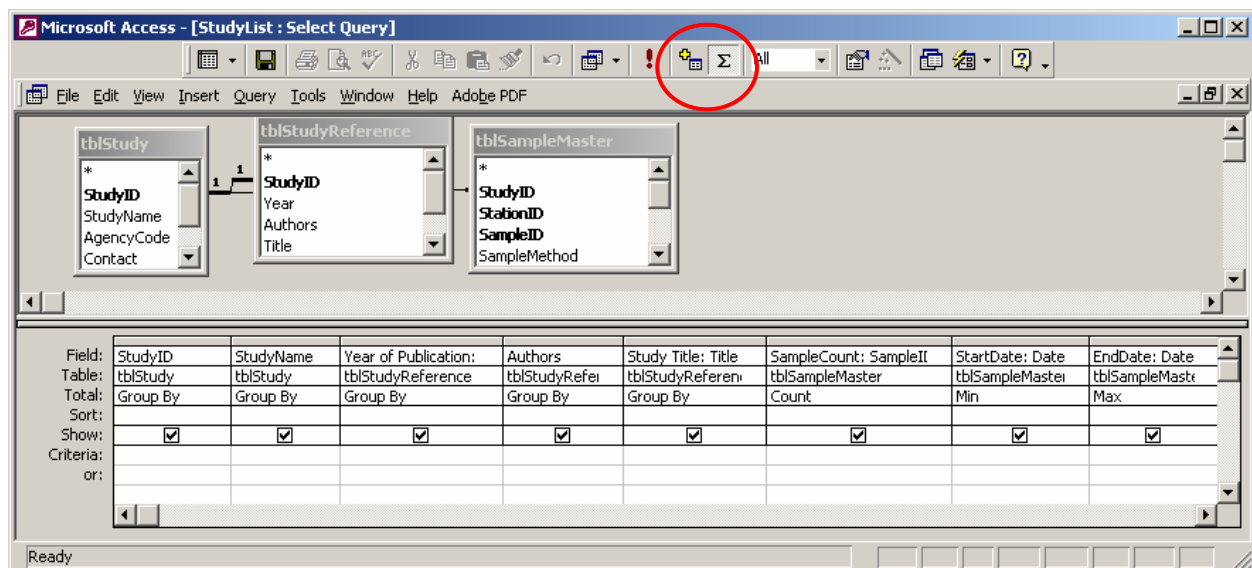 Microsoft Access - [StudyList : Select Query]
ABC Σ All
File Edit View Insert Query Tools Window Help Adobe PDF
tblStudy
*
StudyID
StudyName
AgencyCode
Contact
1 1
tblStudyReference
*
StudyID
Year
Authors
Title
tblSampleMaster
*
StudyID
StationID
SampleID
SampleMethod
Field: StudyID StudyName Year of Publication: Authors Study Title: Title SampleCount: SampleI StartDate: Date EndDate: Date
Table: tblStudy tblStudy tblStudyReference tblStudyRefer tblStudyReferen tblSampleMaster tblSampleMaster tblSampleMaste
Total: Group By Group By Group By Group By Group By Count Min Max
Sort:
Show:
Criteria:
or:
Ready